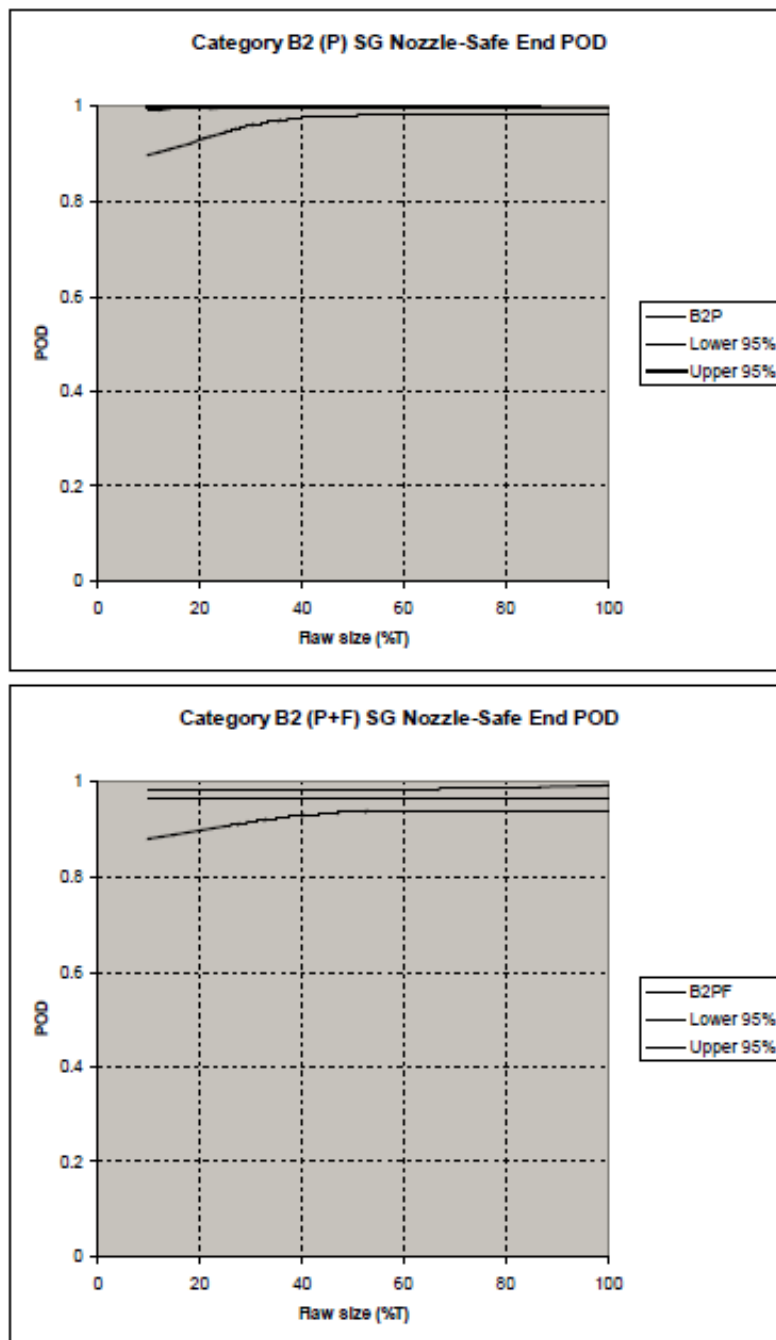 Category B2 (P) SG Nozzle-Safe End POD
1
0.8
0.6
0.4
0.2
0
POD
0 20 40 60 80 100
Raw size (%T)
B2P
Lower 95%
Upper 95%
Category B2 (P+F) SG Nozzle-Safe End POD
1
0.8
0.6
0.4
0.2
0
POD
0 20 40 60 80 100
Raw size (%T)
B2PF
Lower 95%
Upper 95%